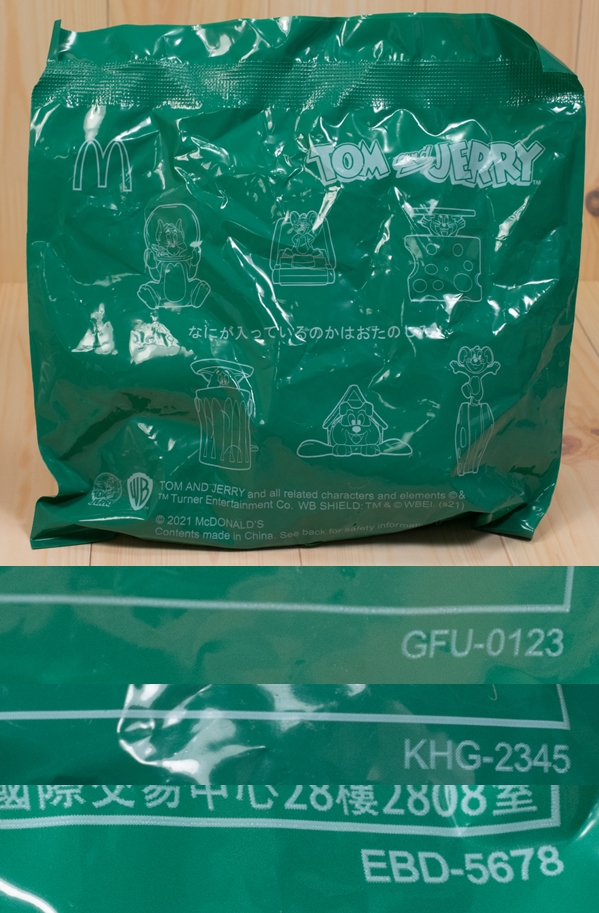 TOM AND JERRY™
なにが入っているのかはおたのしみ!
TOM AND JERRY and all related characters and elements ©&
™ Turner Entertainment Co. WB SHIELD: TM & © WBEI. (s21)
© 2021 McDONALD'S
Contents made in China. See back for safety information
GFU-0123
KHG-2345
國際交易中心28樓2808室
EBD-5678